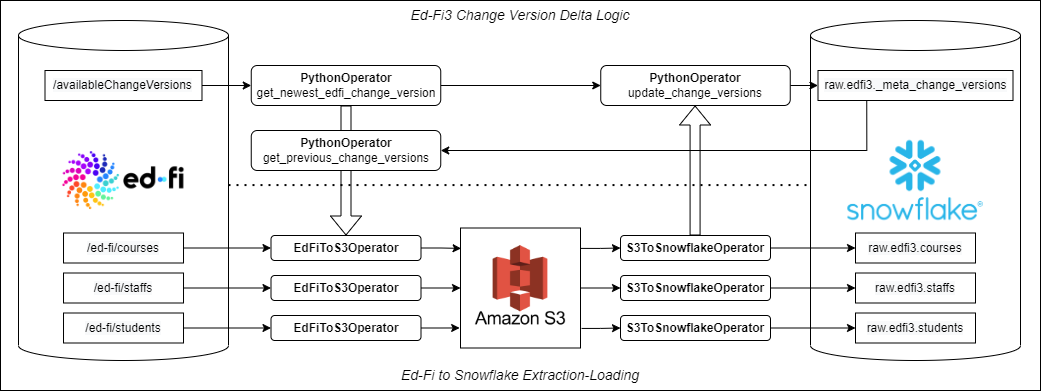 Ed-Fi3 Change Version Delta Logic
/availableChangeVersions
PythonOperator
get_newest_edfi_change_version
PythonOperator
update_change_versions
raw.edfi3._meta_change_versions
PythonOperator
get_previous_change_versions
ed-fi
snowflake®
/ed-fi/courses
EdFiToS3Operator
S3ToSnowflakeOperator
raw.edfi3.courses
/ed-fi/staffs
EdFiToS3Operator
S3ToSnowflakeOperator
raw.edfi3.staffs
Amazon S3
/ed-fi/students
EdFiToS3Operator
S3ToSnowflakeOperator
raw.edfi3.students
Ed-Fi to Snowflake Extraction-Loading